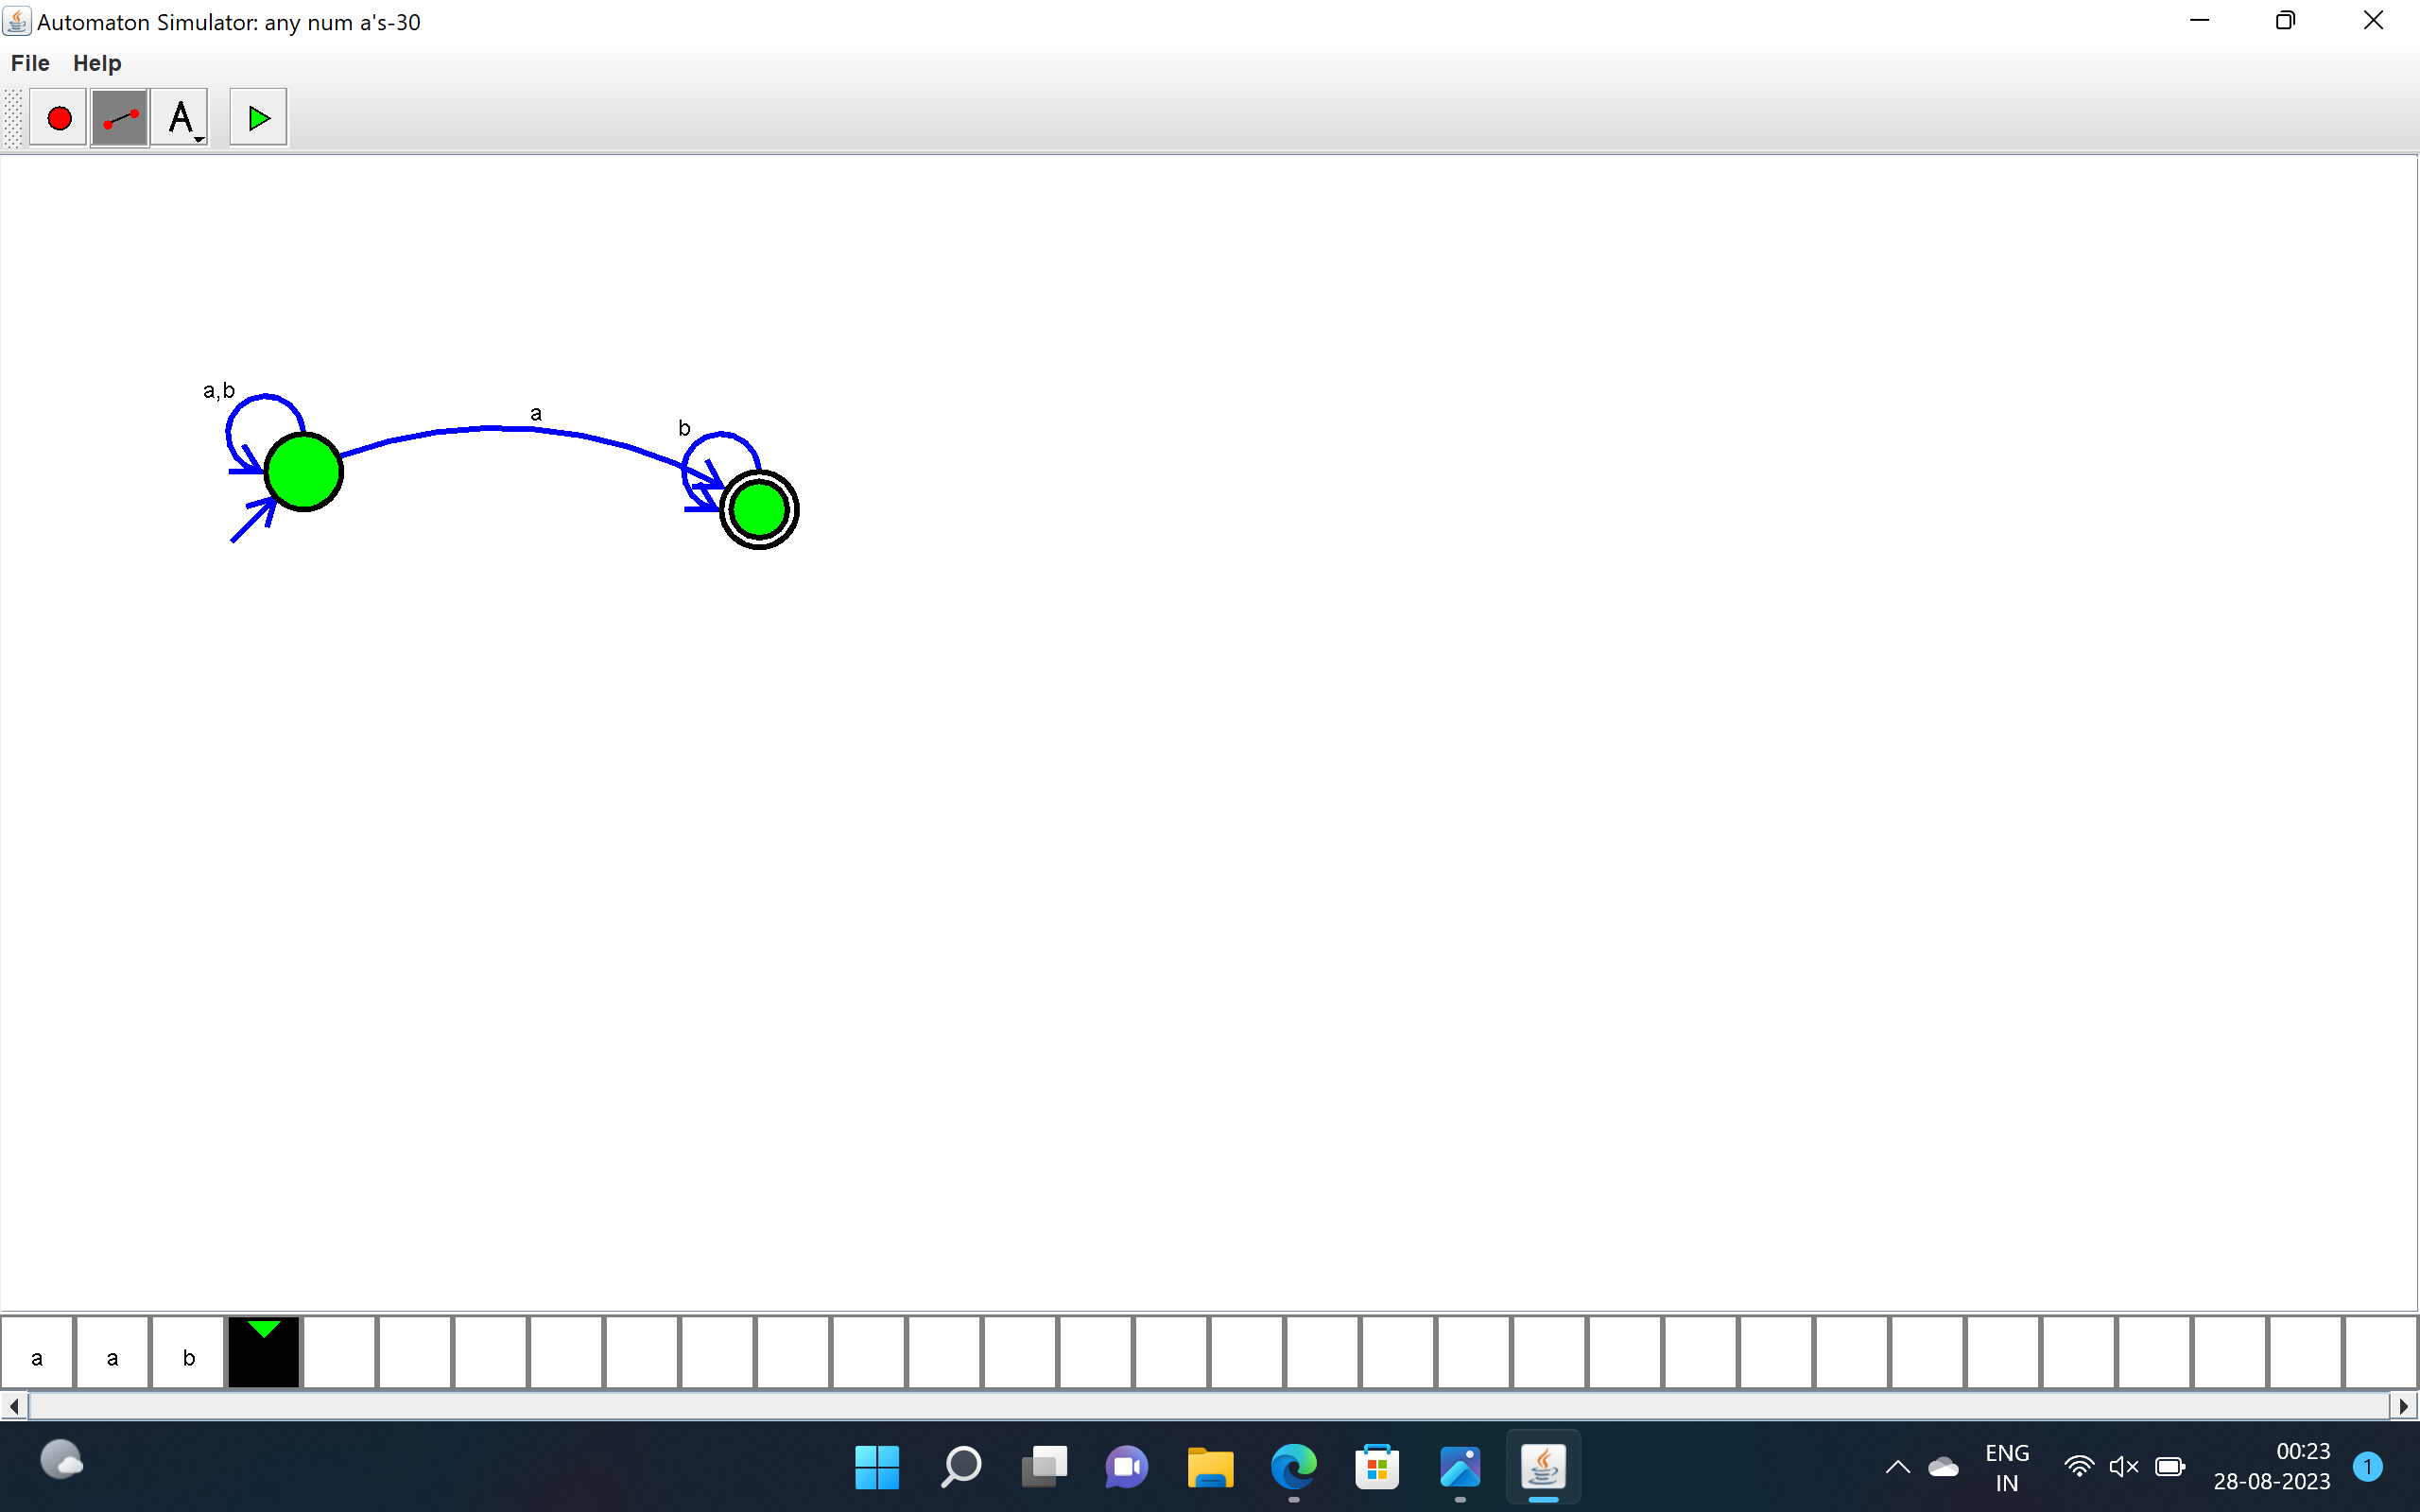 Automaton Simulator: any num a's-30
File Help
A
a,b
a
b
a a b
ENG
IN
00:23
28-08-2023
1